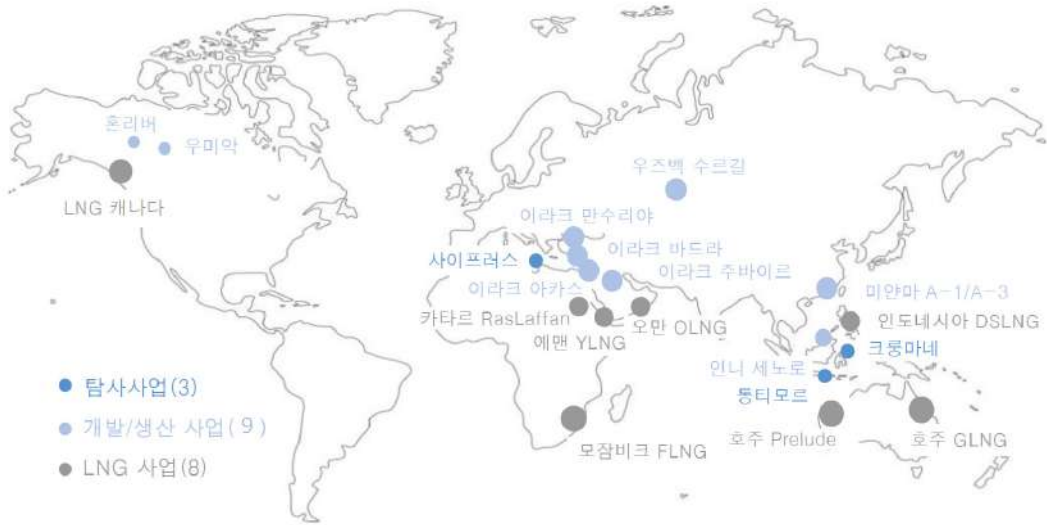 혼리버
우미악
LNG 캐나다
우즈백 수르길
이라크 만수리야
이라크 바드라
사이프러스
이라크 주바이르
이라크 아카스
미얀마 A-1/A-3
카타르 RasLaffan
오만 OLNG
예맨 YLNG
인도네시아 DSLNG
크롱마네
인니 세노로
동티모르
탐사사업(3)
개발/생산 사업(9)
LNG 사업(8)
모잠비크 FLNG
호주 Prelude
호주 GLNG